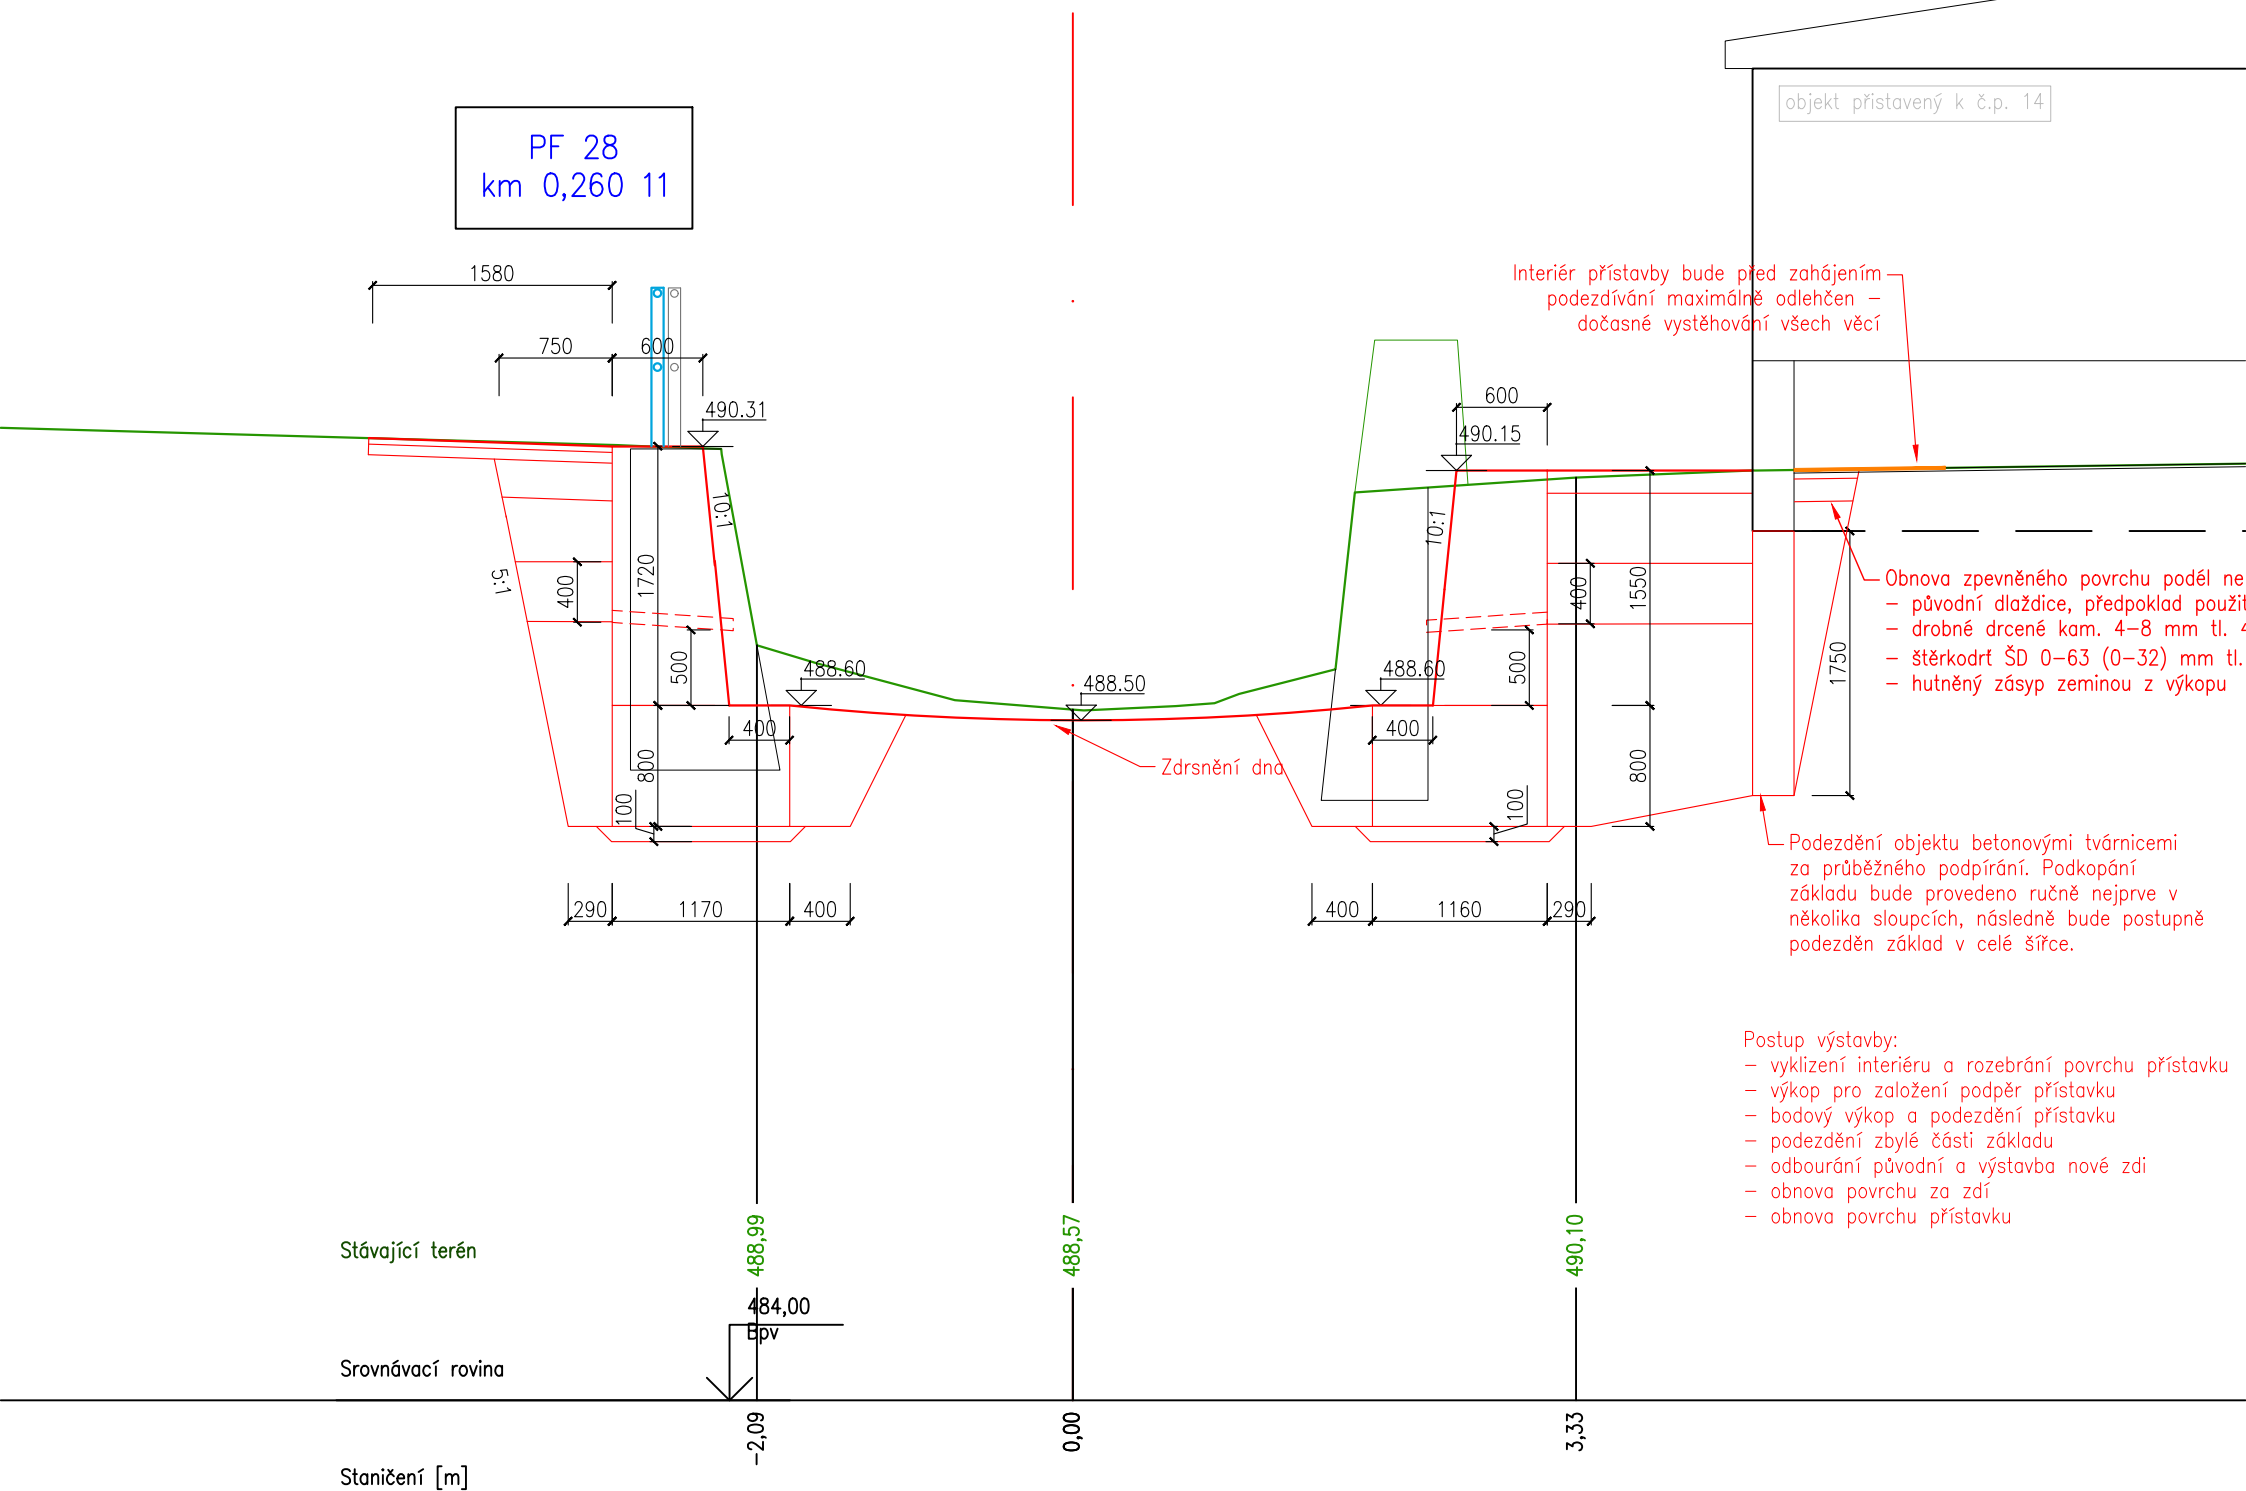 objekt přistavený k č.p. 14
PF 28
km 0,260 11
1580
750
600
490.31
Interiér přístavby bude před zahájením
podezdívání maximálně odlehčen –
dočasné vystěhování všech věcí
600
490.15
10:1
10:1
5:1
400
1720
500
800
100
488.60
488.50
488.60
400
400
Zdrsnění dna
400
1550
500
800
100
1750
Obnova zpevněného povrchu podél ne
– původní dlaždice, předpoklad použit
– drobné drcené kam. 4–8 mm tl. 4
– štěrkodrť ŠD 0–63 (0–32) mm tl.
– hutněný zásyp zeminou z výkopu
Podezdění objektu betonovými tvárnicemi
za průběžného podpírání. Podkopání
základu bude provedeno ručně nejprve v
několika sloupcích, následně bude postupně
podezděn základ v celé šířce.
290
1170
400
400
1160
290
Postup výstavby:
– vyklizení interiéru a rozebrání povrchu přístavku
– výkop pro založení podpěr přístavku
– bodový výkop a podezdění přístavku
– podezdění zbylé části základu
– odbourání původní a výstavba nové zdi
– obnova povrchu za zdí
– obnova povrchu přístavku
Stávající terén
488,99
488,57
490,10
484,00
Bpv
Srovnávací rovina
-2,09
0,00
3,33
Staničení [m]